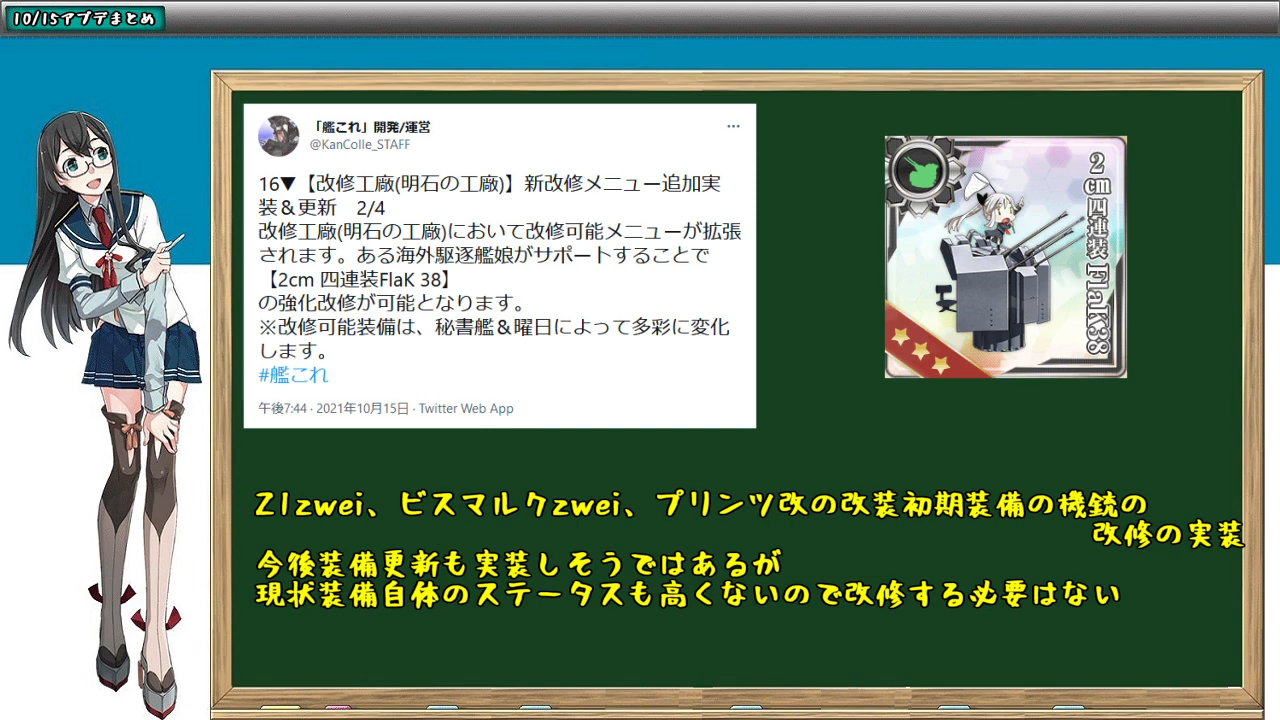 10/15アプデまとめ
「艦これ」開発/運営
@KanColle_STAFF
16▼【改修工廠(明石の工廠)】新改修メニュー追加実
装＆更新　2/4
改修工廠(明石の工廠)において改修可能メニューが拡張
されます。ある海外駆逐艦娘がサポートすることで
【2cm 四連装FlaK 38】
の強化改修が可能となります。
※改修可能装備は、秘書艦＆曜日によって多彩に変化
します。
#艦これ
午後7:44 · 2021年10月15日 · Twitter Web App
2cm四連装FlaK38
Z1zwei、ビスマルクzwei、プリンツ改の改装初期装備の機銃の
改修の実装
今後装備更新も実装しそうではあるが
現状装備自体のステータスも高くないので改修する必要はない